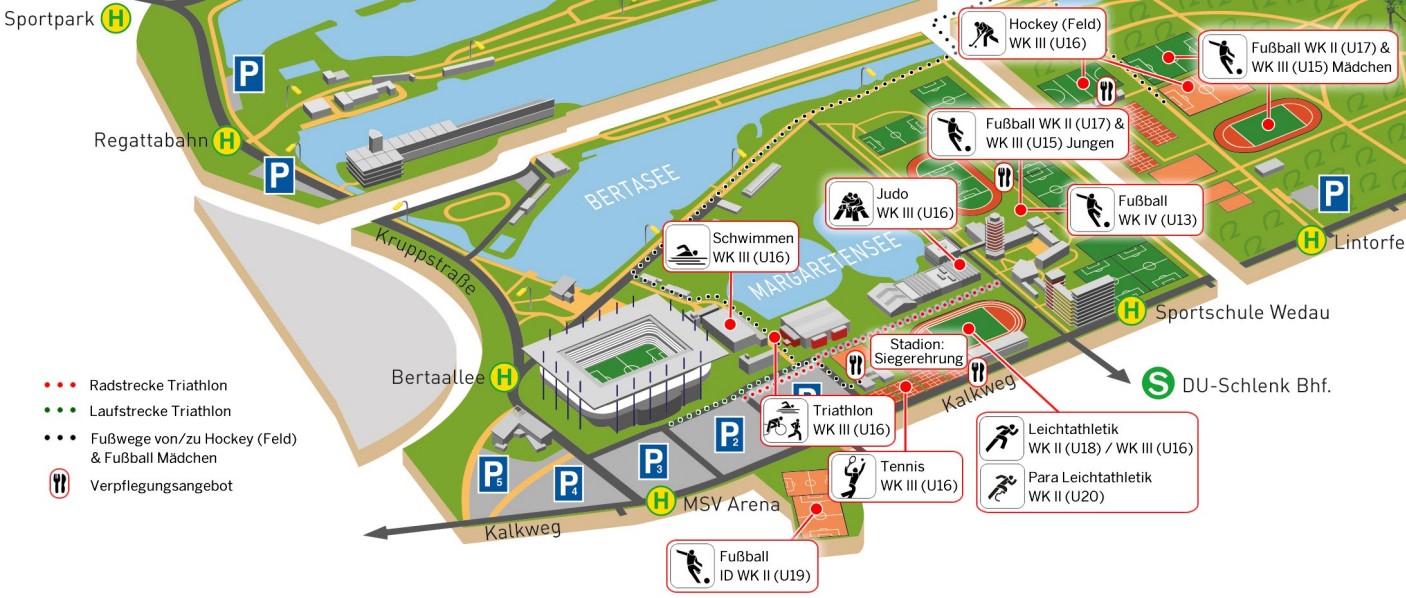 Sportpark H
P
Regattabahn H
P
Hockey (Feld)
WK III (U16)
Fußball WK II (U17) &
WK III (U15) Mädchen
Fußball WK II (U17) &
WK III (U15) Jungen
Judo
WK III (U16)
Fußball
WK IV (U13)
P
H Lintorfe
Schwimmen
WK III (U16)
BERTASEE
MARGARETENSEE
Kruppstraße
H Sportschule Wedau
Stadion:
Siegerehrung
Bertaallee H
S DU-Schlenk Bhf.
Kalkweg
Radstrecke Triathlon
Laufstrecke Triathlon
Fußwege von/zu Hockey (Feld)
& Fußball Mädchen
Verpflegungsangebot
Triathlon
WK III (U16)
P2
P3
P4
P5
Tennis
WK III (U16)
Leichtathletik
WK II (U18) / WK III (U16)
Para Leichtathletik
WK II (U20)
H MSV Arena
Kalkweg
Fußball
ID WK II (U19)